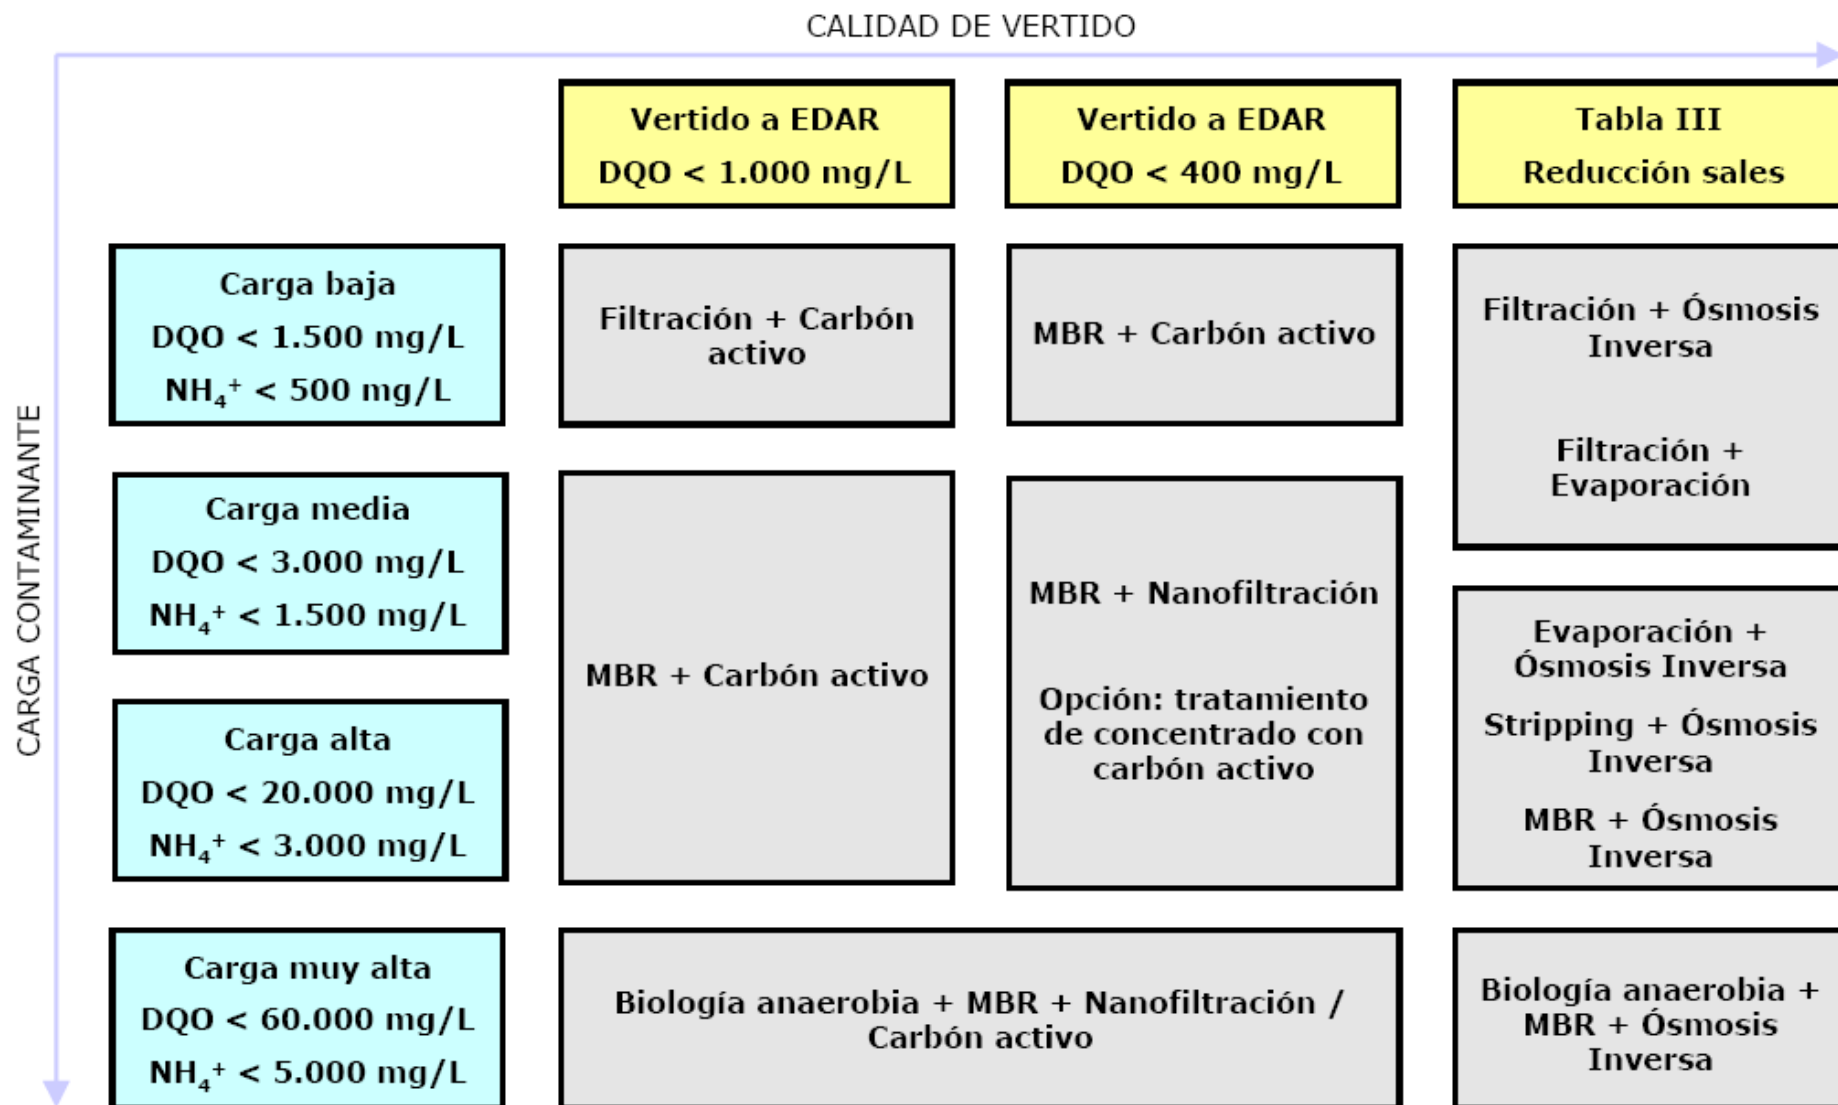 CALIDAD DE VERTIDO
CARGA CONTAMINANTE
Vertido a EDAR
DQO < 1.000 mg/L
Vertido a EDAR
DQO < 400 mg/L
Tabla III
Reducción sales
Carga baja
DQO < 1.500 mg/L
NH₄⁺ < 500 mg/L
Filtración + Carbón
activo
MBR + Carbón activo
Filtración + Ósmosis
Inversa
Filtración +
Evaporación
Carga media
DQO < 3.000 mg/L
NH₄⁺ < 1.500 mg/L
MBR + Carbón activo
MBR + Nanofiltración
Opción: tratamiento
de concentrado con
carbón activo
Evaporación +
Ósmosis Inversa
Stripping + Ósmosis
Inversa
MBR + Ósmosis
Inversa
Carga alta
DQO < 20.000 mg/L
NH₄⁺ < 3.000 mg/L
Carga muy alta
DQO < 60.000 mg/L
NH₄⁺ < 5.000 mg/L
Biología anaerobia + MBR + Nanofiltración /
Carbón activo
Biología anaerobia +
MBR + Ósmosis
Inversa